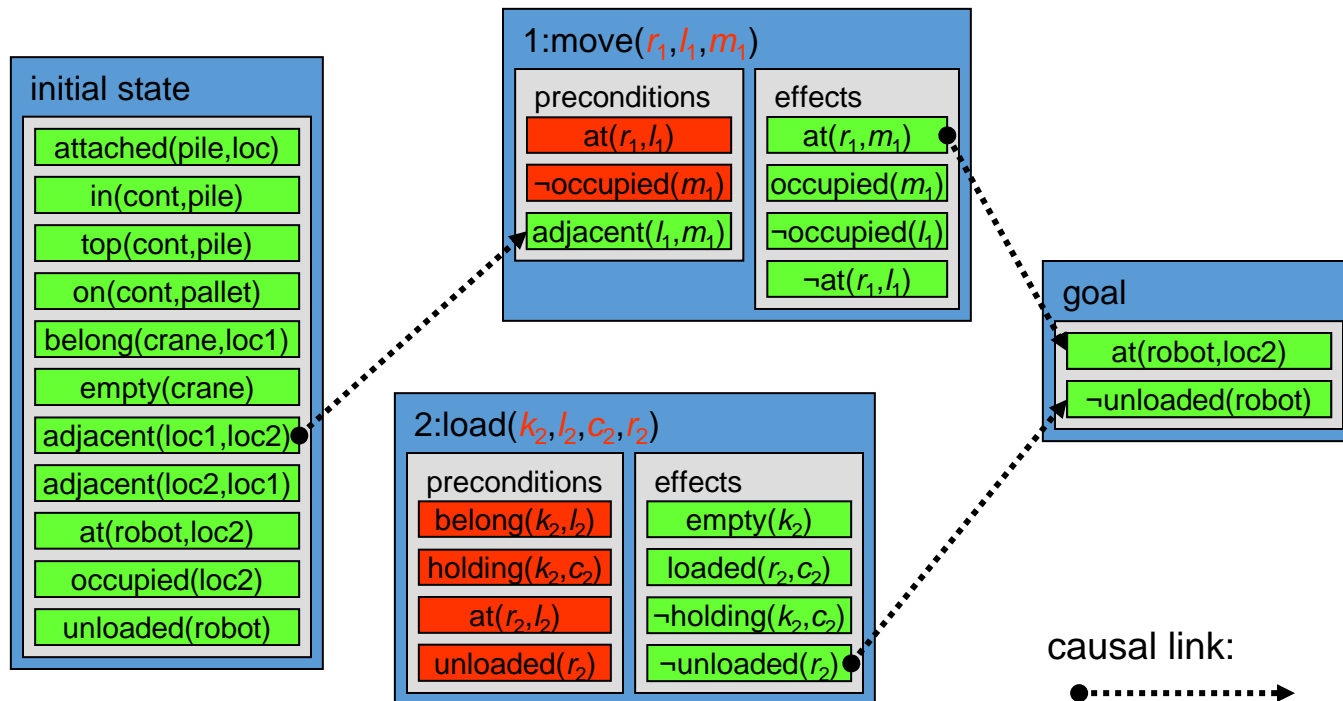 initial state
attached(pile,loc)
in(cont,pile)
top(cont,pile)
on(cont,pallet)
belong(crane,loc1)
empty(crane)
adjacent(loc1,loc2)
adjacent(loc2,loc1)
at(robot,loc2)
occupied(loc2)
unloaded(robot)
1:move(r₁,l₁,m₁)
preconditions
at(r₁,l₁)
¬occupied(m₁)
adjacent(l₁,m₁)
effects
at(r₁,m₁)
occupied(m₁)
¬occupied(l₁)
¬at(r₁,l₁)
2:load(k₂,l₂,c₂,r₂)
preconditions
belong(k₂,l₂)
holding(k₂,c₂)
at(r₂,l₂)
unloaded(r₂)
effects
empty(k₂)
loaded(r₂,c₂)
¬holding(k₂,c₂)
¬unloaded(r₂)
goal
at(robot,loc2)
¬unloaded(robot)
causal link: